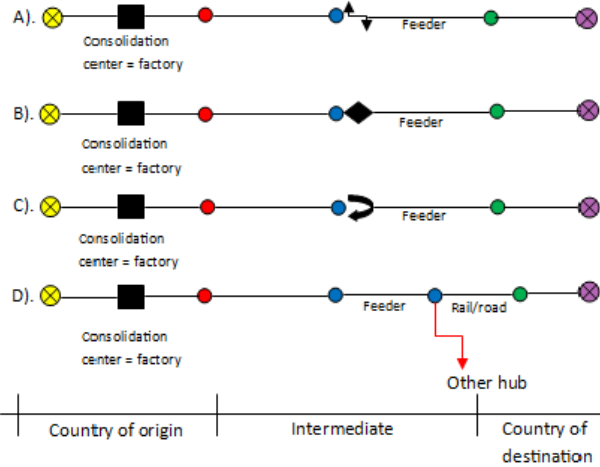 A).
Feeder
Consolidation
center = factory
B).
Feeder
Consolidation
center = factory
C).
Feeder
Consolidation
center = factory
D).
Feeder
Rail/road
Consolidation
center = factory
Other hub
Country of origin
Intermediate
Country of
destination